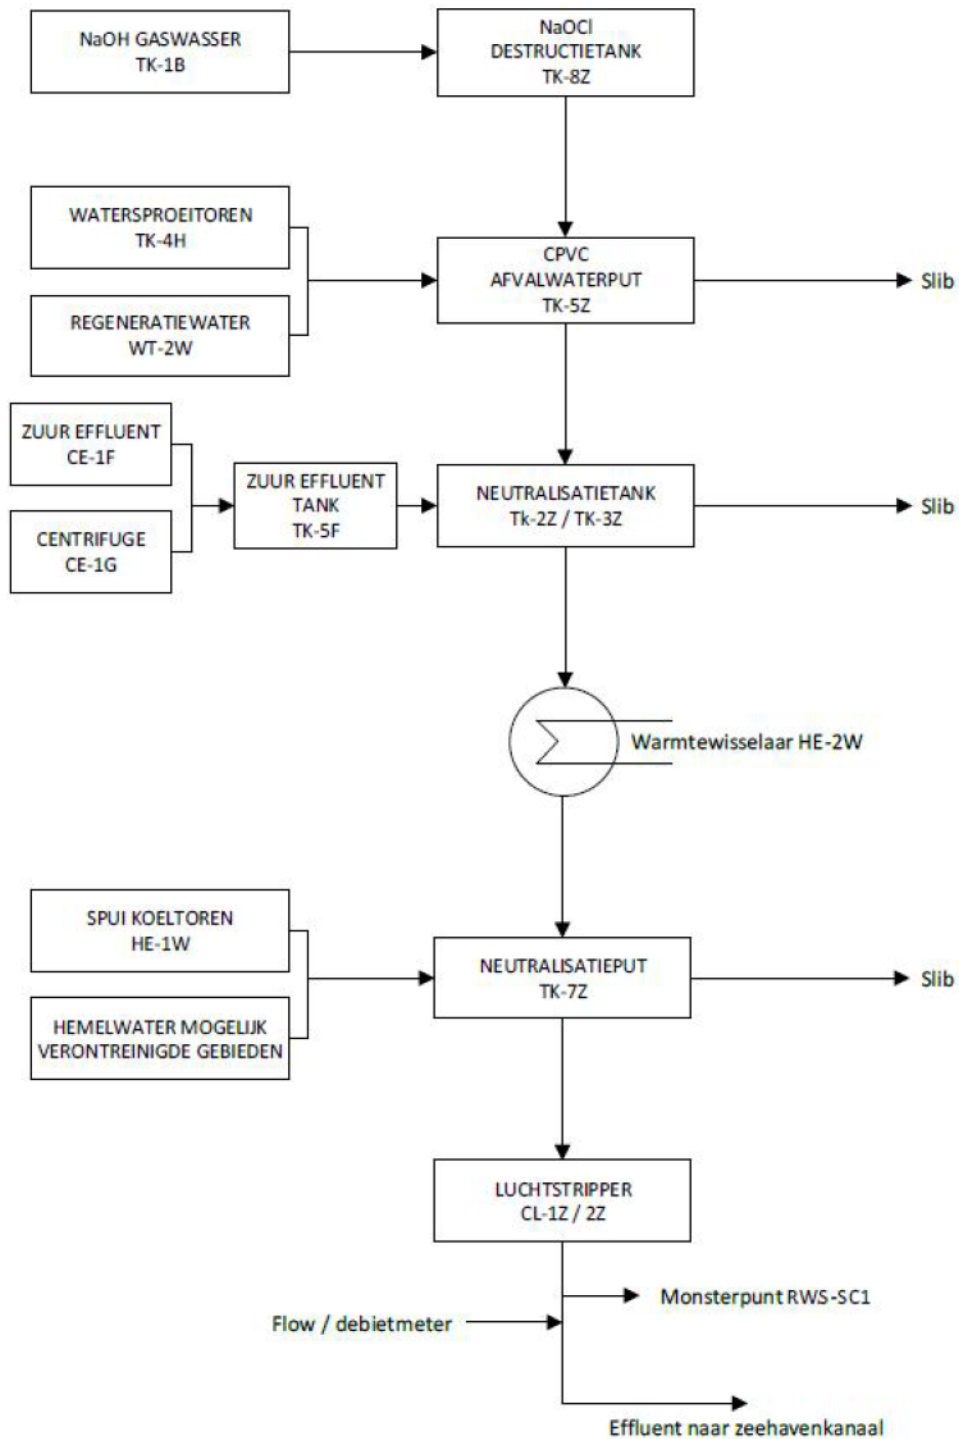 NaOH GASWASSER
TK-1B
NaOCl
DESTRUCTIETANK
TK-8Z
WATERSPROEITOREN
TK-4H
REGENERATIEWATER
WT-2W
CPVC
AFVALWATERPUT
TK-5Z
Slib
ZUUR EFFLUENT
CE-1F
CENTRIFUGE
CE-1G
ZUUR EFFLUENT
TANK
TK-5F
NEUTRALISATIETANK
Tk-2Z / TK-3Z
Slib
Warmtewisselaar HE-2W
SPUI KOELTOREN
HE-1W
HEMELWATER MOGELIJK
VERONTREINIGDE GEBIEDEN
NEUTRALISATIEPUT
TK-7Z
Slib
LUCHTSTRIPPER
CL-1Z / 2Z
Monsterpunt RWS-SC1
Flow / debietmeter
Effluent naar zeehavenkanaal